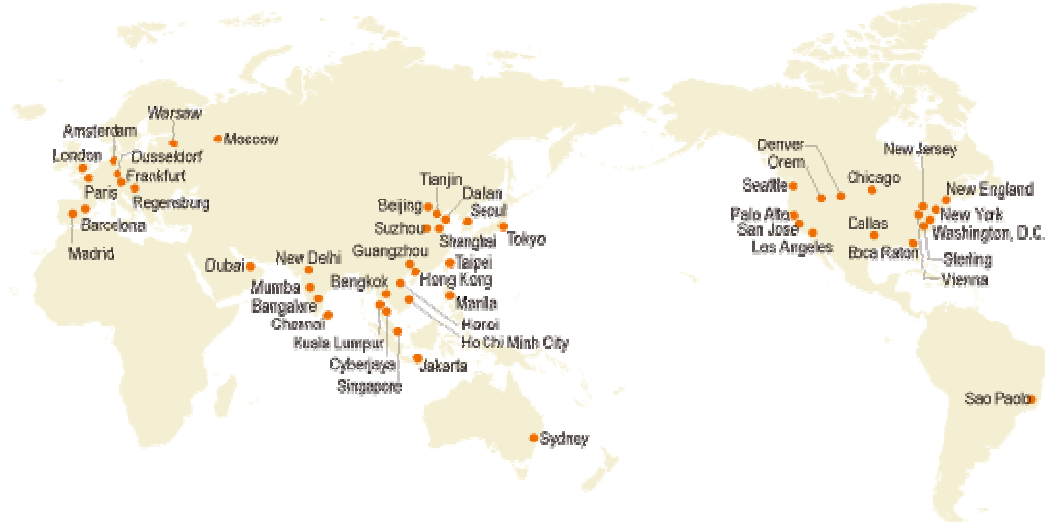 Warsaw
Amsterdam
Moscow
London
Dusseldorf
Frankfurt
Paris
Regensburg
Barcelona
Madrid
Tianjin
Dalan
Beijing
Seoul
Suzhou
Shanghai
Tokyo
Guangzhou
Dubai
New Delhi
Taipei
Hong Kong
Mumba
Bangkok
Bangalore
Manila
Chennai
Hanoi
Kuala Lumpur
Ho Chi Minh City
Cyberjaya
Jakarta
Singapore
Sydney
Denver
New Jersey
Orem
Chicago
Seattle
New England
Palo Alto
New York
San Jose
Dallas
Washington, D.C.
Los Angeles
Boca Raton
Sterling
Vienna
Sao Paolo